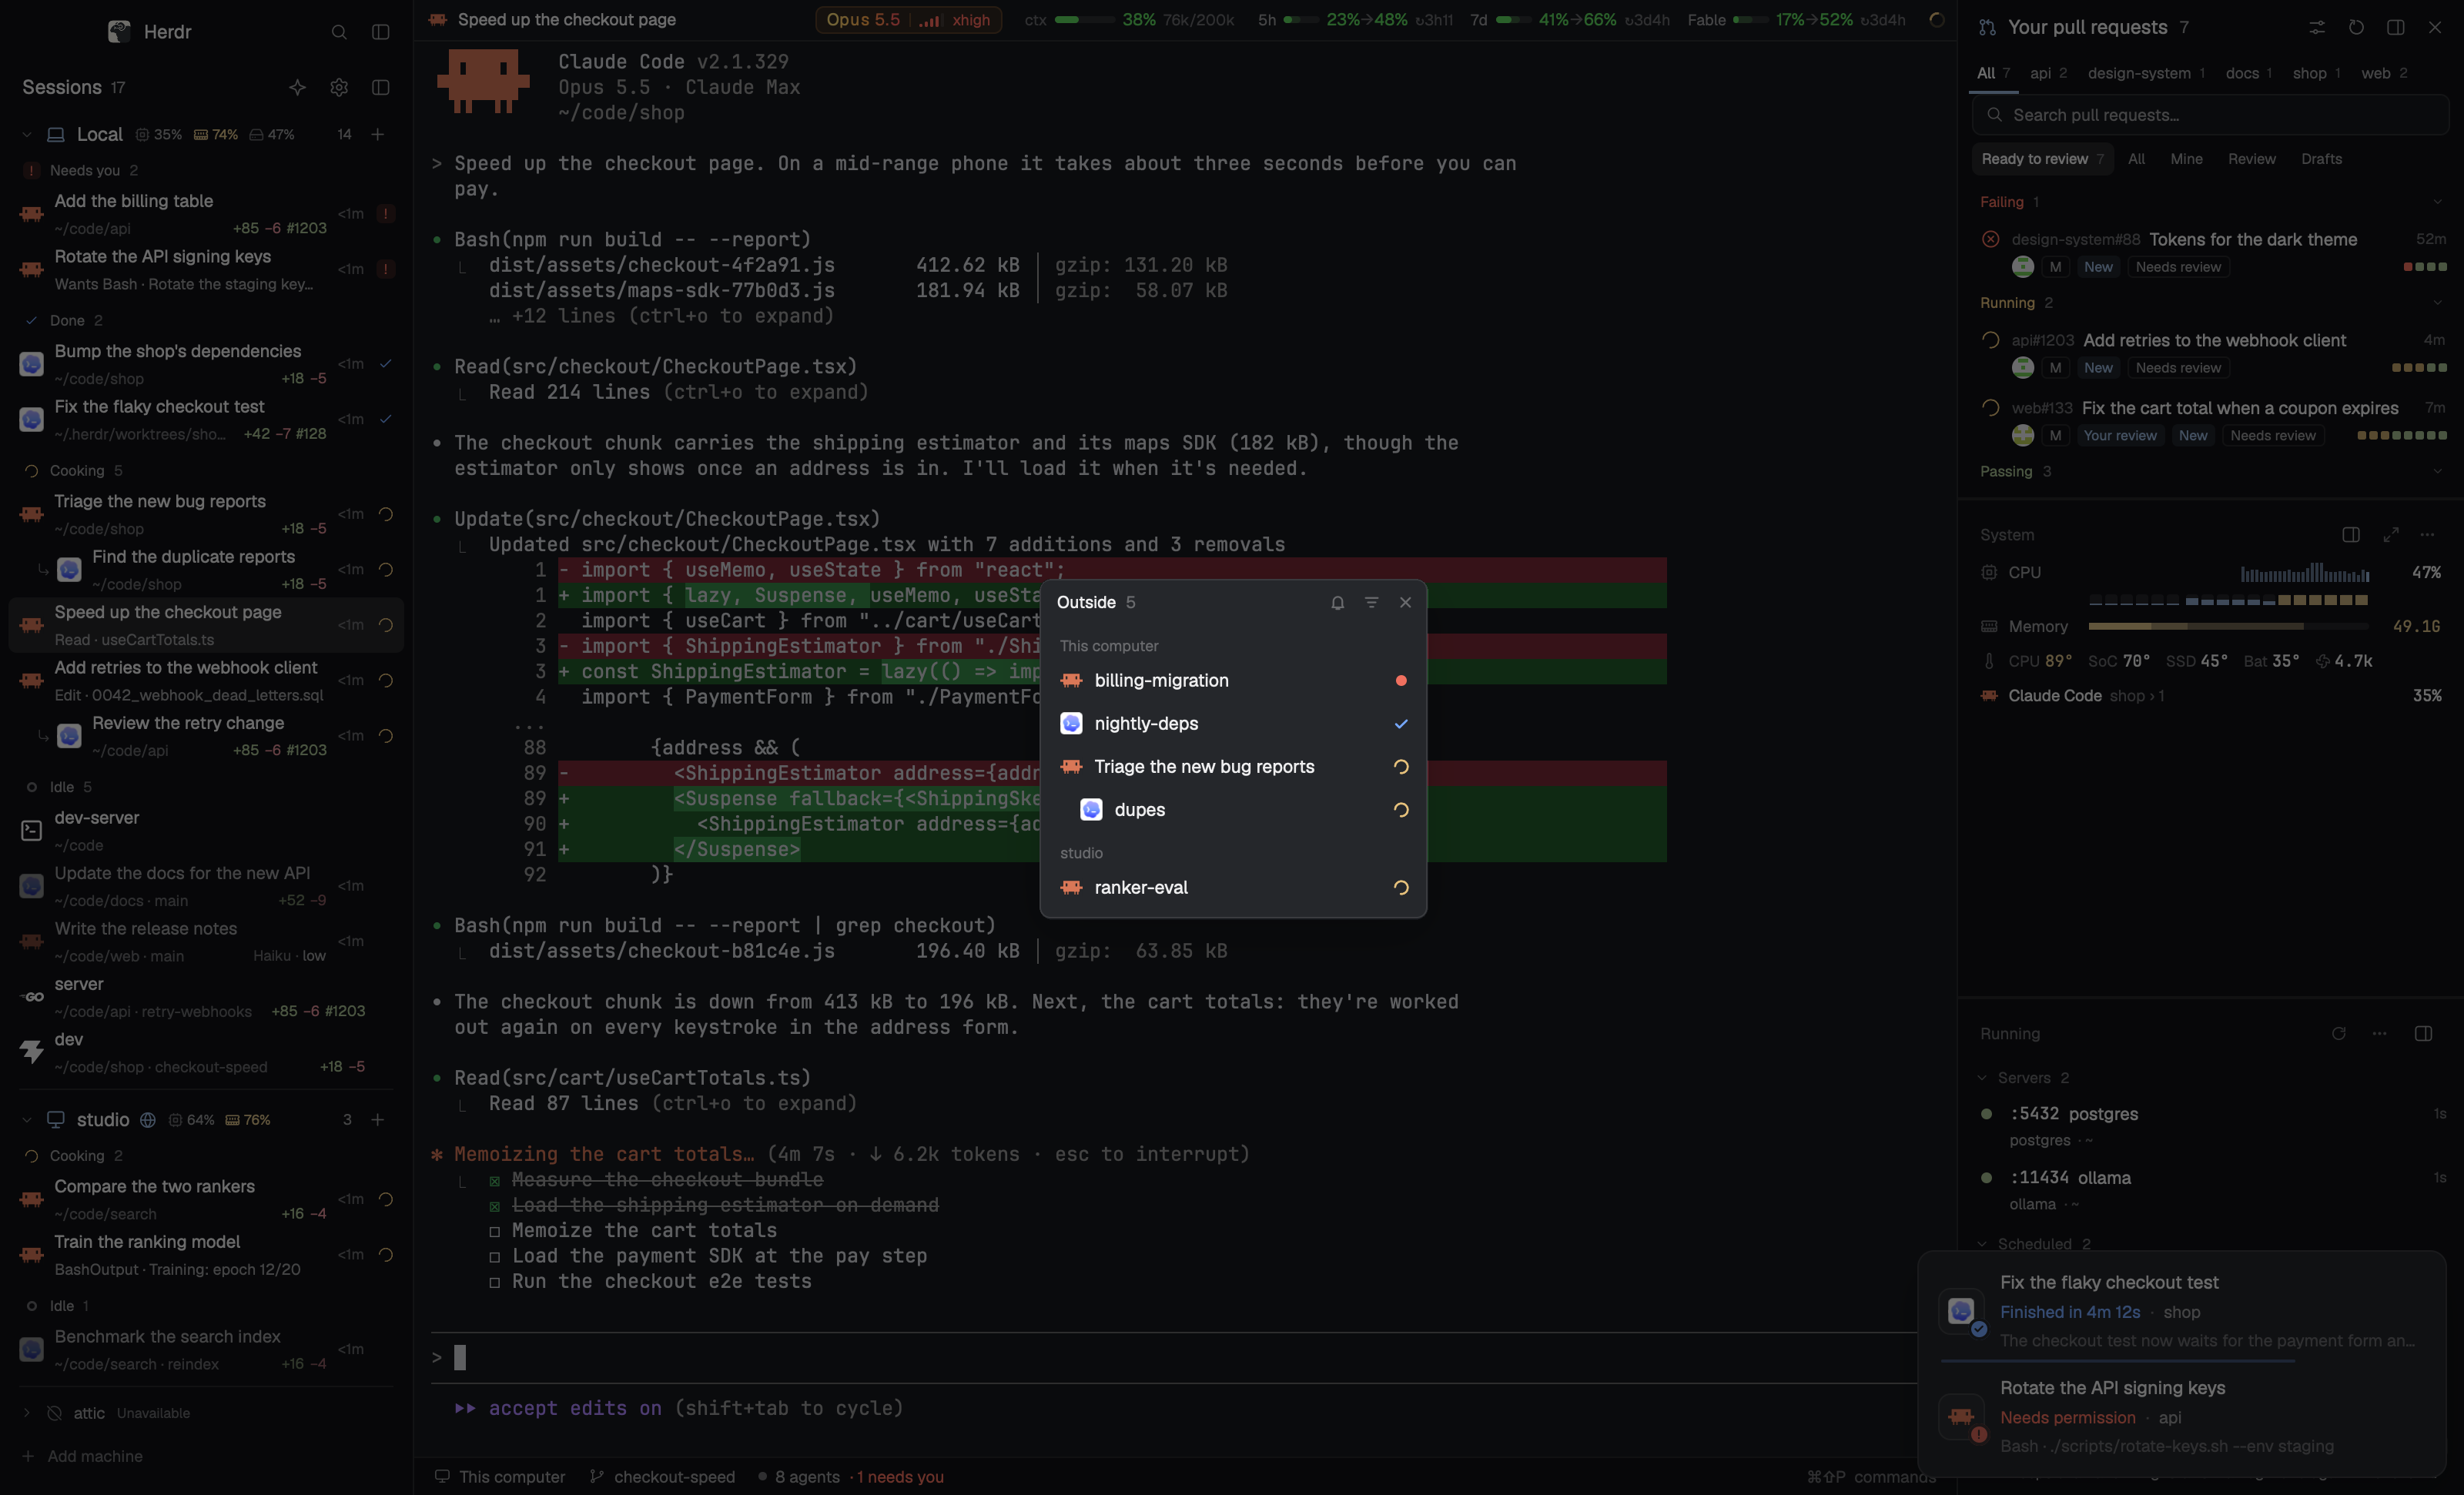 Herdr
Sessions 17
Local 35% 74% 47% 14
Needs you 2
Add the billing table
~/code/api +85 −6 #1203 <1m
Rotate the API signing keys
Wants Bash · Rotate the staging key… <1m
Done 2
Bump the shop's dependencies
~/code/shop +18 −5 <1m
Fix the flaky checkout test
~/.herdr/worktrees/sho… +42 −7 #128 <1m
Cooking 5
Triage the new bug reports
~/code/shop +18 −5 <1m
Find the duplicate reports
~/code/shop +18 −5 <1m
Speed up the checkout page
Read · useCartTotals.ts <1m
Add retries to the webhook client
Edit · 0042_webhook_dead_letters.sql <1m
Review the retry change
~/code/api +85 −6 #1203 <1m
Idle 5
dev-server
~/code
Update the docs for the new API
~/code/docs · main +52 −9 <1m
Write the release notes
~/code/web · main Haiku · low <1m
server
~/code/api · retry-webhooks +85 −6 #1203
dev
~/code/shop · checkout-speed +18 −5
studio 64% 76% 3
Cooking 2
Compare the two rankers
~/code/search +16 −4 <1m
Train the ranking model
BashOutput · Training: epoch 12/20 <1m
Idle 1
Benchmark the search index
~/code/search · reindex +16 −4 <1m
attic Unavailable
Add machine
Speed up the checkout page Opus 5.5 xhigh ctx 38% 76k/200k 5h 23%→48% ↻3h11 7d 41%→66% ↻3d4h Fable 17%→52% ↻3d4h
Claude Code v2.1.329
Opus 5.5 · Claude Max
~/code/shop
> Speed up the checkout page. On a mid-range phone it takes about three seconds before you can
pay.
Bash(npm run build -- --report)
dist/assets/checkout-4f2a91.js 412.62 kB │ gzip: 131.20 kB
dist/assets/maps-sdk-77b0d3.js 181.94 kB │ gzip: 58.07 kB
… +12 lines (ctrl+o to expand)
Read(src/checkout/CheckoutPage.tsx)
Read 214 lines (ctrl+o to expand)
The checkout chunk carries the shipping estimator and its maps SDK (182 kB), though the
estimator only shows once an address is in. I'll load it when it's needed.
Update(src/checkout/CheckoutPage.tsx)
Updated src/checkout/CheckoutPage.tsx with 7 additions and 3 removals
1 - import { useMemo, useState } from "react";
1 + import { lazy, Suspense, useMemo, useSta
2 import { useCart } from "../cart/useCart
3 - import { ShippingEstimator } from "./Shi
3 + const ShippingEstimator = lazy(() => imp
4 import { PaymentForm } from "./PaymentFo
...
88 {address && (
89 - <ShippingEstimator address={addr
89 + <Suspense fallback={<ShippingSke
90 + <ShippingEstimator address={ad
91 + </Suspense>
92 )}
Bash(npm run build -- --report | grep checkout)
dist/assets/checkout-b81c4e.js 196.40 kB │ gzip: 63.85 kB
The checkout chunk is down from 413 kB to 196 kB. Next, the cart totals: they're worked
out again on every keystroke in the address form.
Read(src/cart/useCartTotals.ts)
Read 87 lines (ctrl+o to expand)
Memoizing the cart totals… (4m 7s · ↓ 6.2k tokens · esc to interrupt)
Measure the checkout bundle
Load the shipping estimator on demand
Memoize the cart totals
Load the payment SDK at the pay step
Run the checkout e2e tests
>
accept edits on (shift+tab to cycle)
This computer checkout-speed 8 agents · 1 needs you ⌘⇧P commands
Outside 5
This computer
billing-migration
nightly-deps
Triage the new bug reports
dupes
studio
ranker-eval
Your pull requests 7
All 7 api 2 design-system 1 docs 1 shop 1 web 2
Search pull requests…
Ready to review 7 All Mine Review Drafts
Failing 1
design-system#88 Tokens for the dark theme 52m
M New Needs review
Running 2
api#1203 Add retries to the webhook client 4m
M New Needs review
web#133 Fix the cart total when a coupon expires 7m
M Your review New Needs review
Passing 3
System
CPU 47%
Memory 49.1G
CPU 89° SoC 70° SSD 45° Bat 35° 4.7k
Claude Code shop › 1 35%
Running
Servers 2
:5432 postgres 1s
postgres · ~
:11434 ollama 1s
ollama · ~
Scheduled 2
Fix the flaky checkout test
Finished in 4m 12s · shop
The checkout test now waits for the payment form an…
Rotate the API signing keys
Needs permission · api
Bash · ./scripts/rotate-keys.sh --env staging